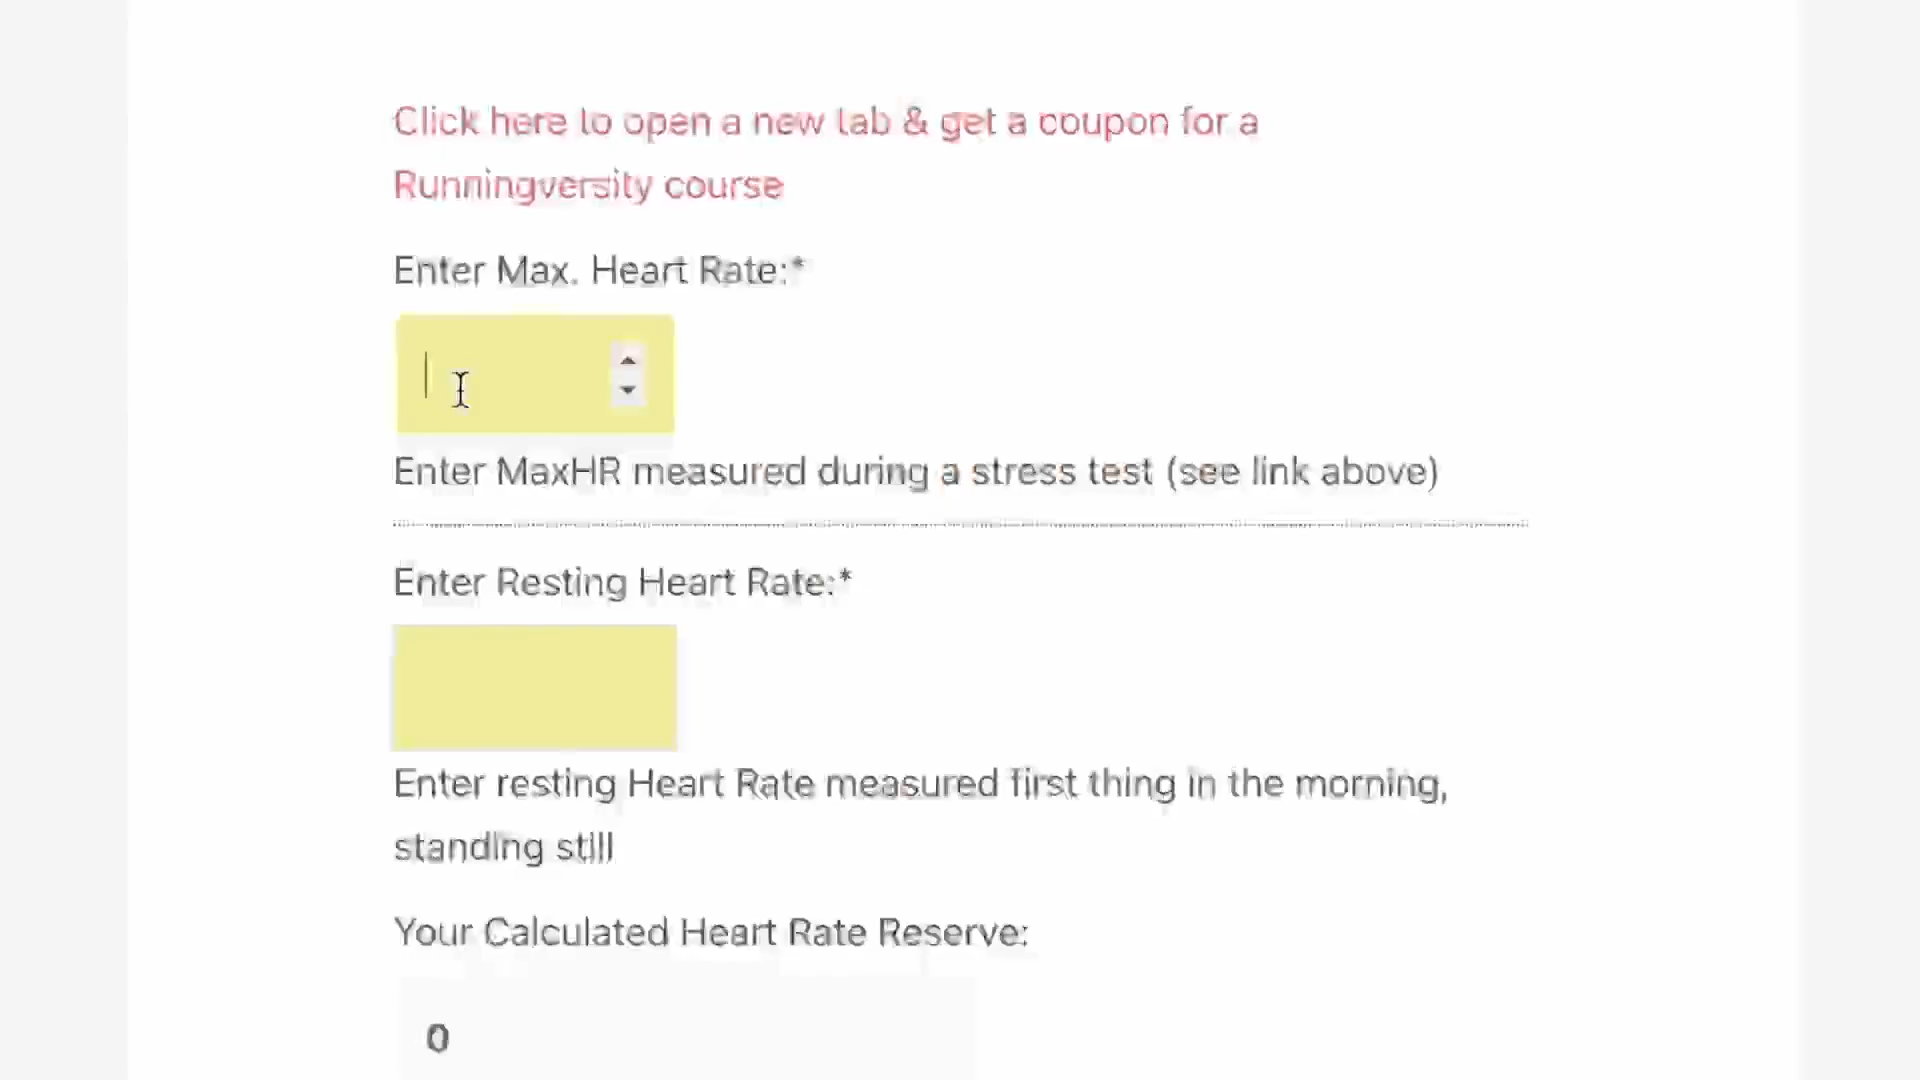 Click here to open a new tab & get a coupon for a
Runningversity course
Enter Max. Heart Rate:*
Enter MaxHR measured during a stress test (see link above)
Enter Resting Heart Rate:*
Enter resting Heart Rate measured first thing in the morning,
standing still
Your Calculated Heart Rate Reserve:
0